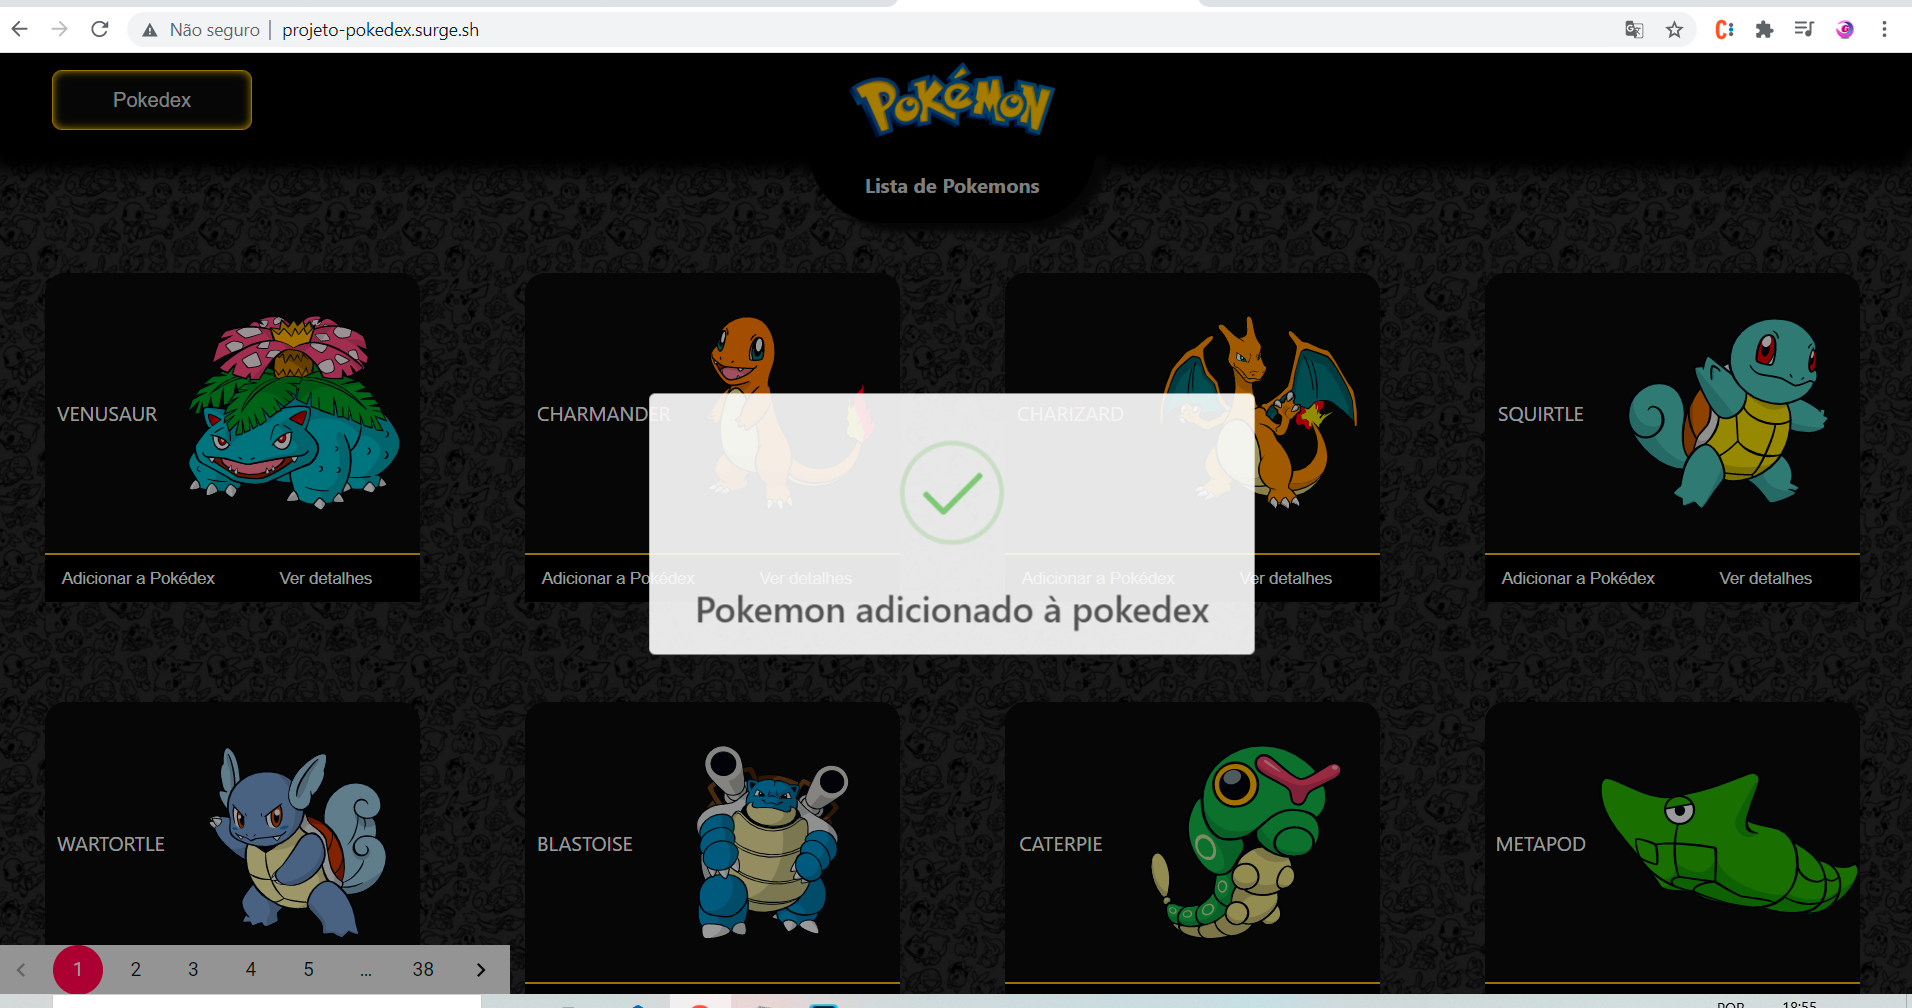 Não seguro | projeto-pokedex.surge.sh
Pokedex
POKéMON
Lista de Pokemons
VENUSAUR
CHARMANDER
CHARIZARD
SQUIRTLE
Adicionar a Pokédex Ver detalhes
Adicionar a Pokédex Ver detalhes
Adicionar a Pokédex Ver detalhes
Adicionar a Pokédex Ver detalhes
Pokemon adicionado à pokedex
WARTORTLE
BLASTOISE
CATERPIE
METAPOD
1 2 3 4 5 ... 38
POR 18:55